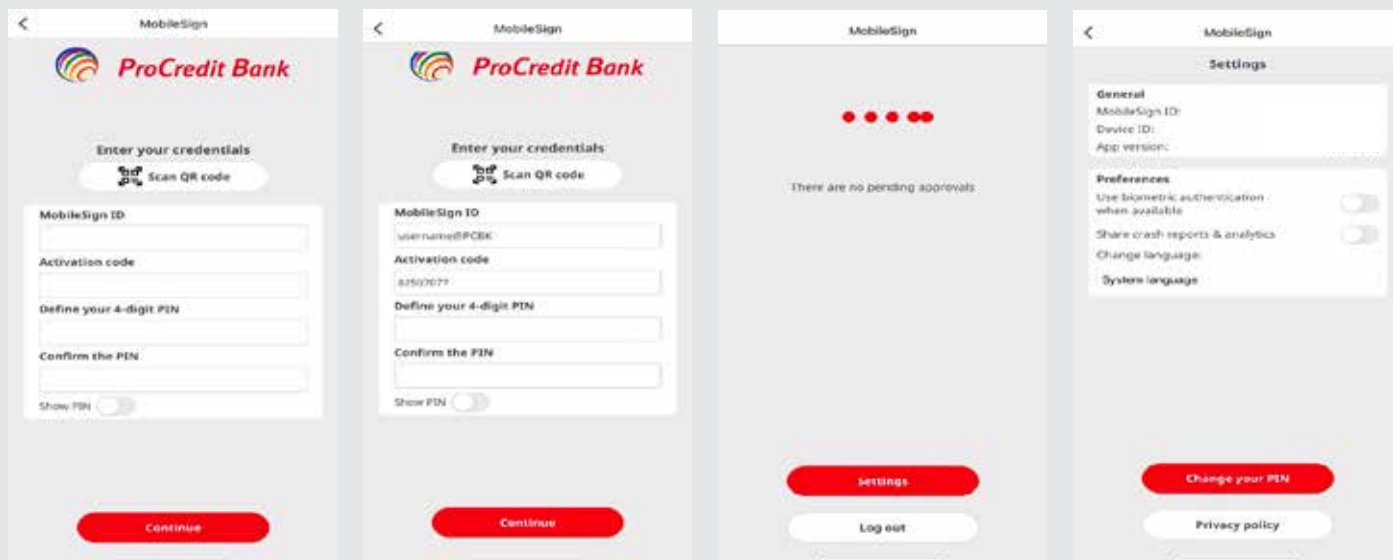 MobileSign
ProCredit Bank
Enter your credentials
Scan QR code
MobileSign ID
Activation code
Define your 4-digit PIN
Confirm the PIN
Show PIN
Continue
MobileSign
ProCredit Bank
Enter your credentials
Scan QR code
MobileSign ID
username@PCBK
Activation code
Define your 4-digit PIN
Confirm the PIN
Show PIN
Continue
MobileSign
There are no pending approvals
Settings
Log out
MobileSign
Settings
General
MobileSign ID:
Device ID:
App version:
Preferences
Use biometric authentication
when available
Share crash reports & analytics
Change language:
System language
Change your PIN
Privacy policy